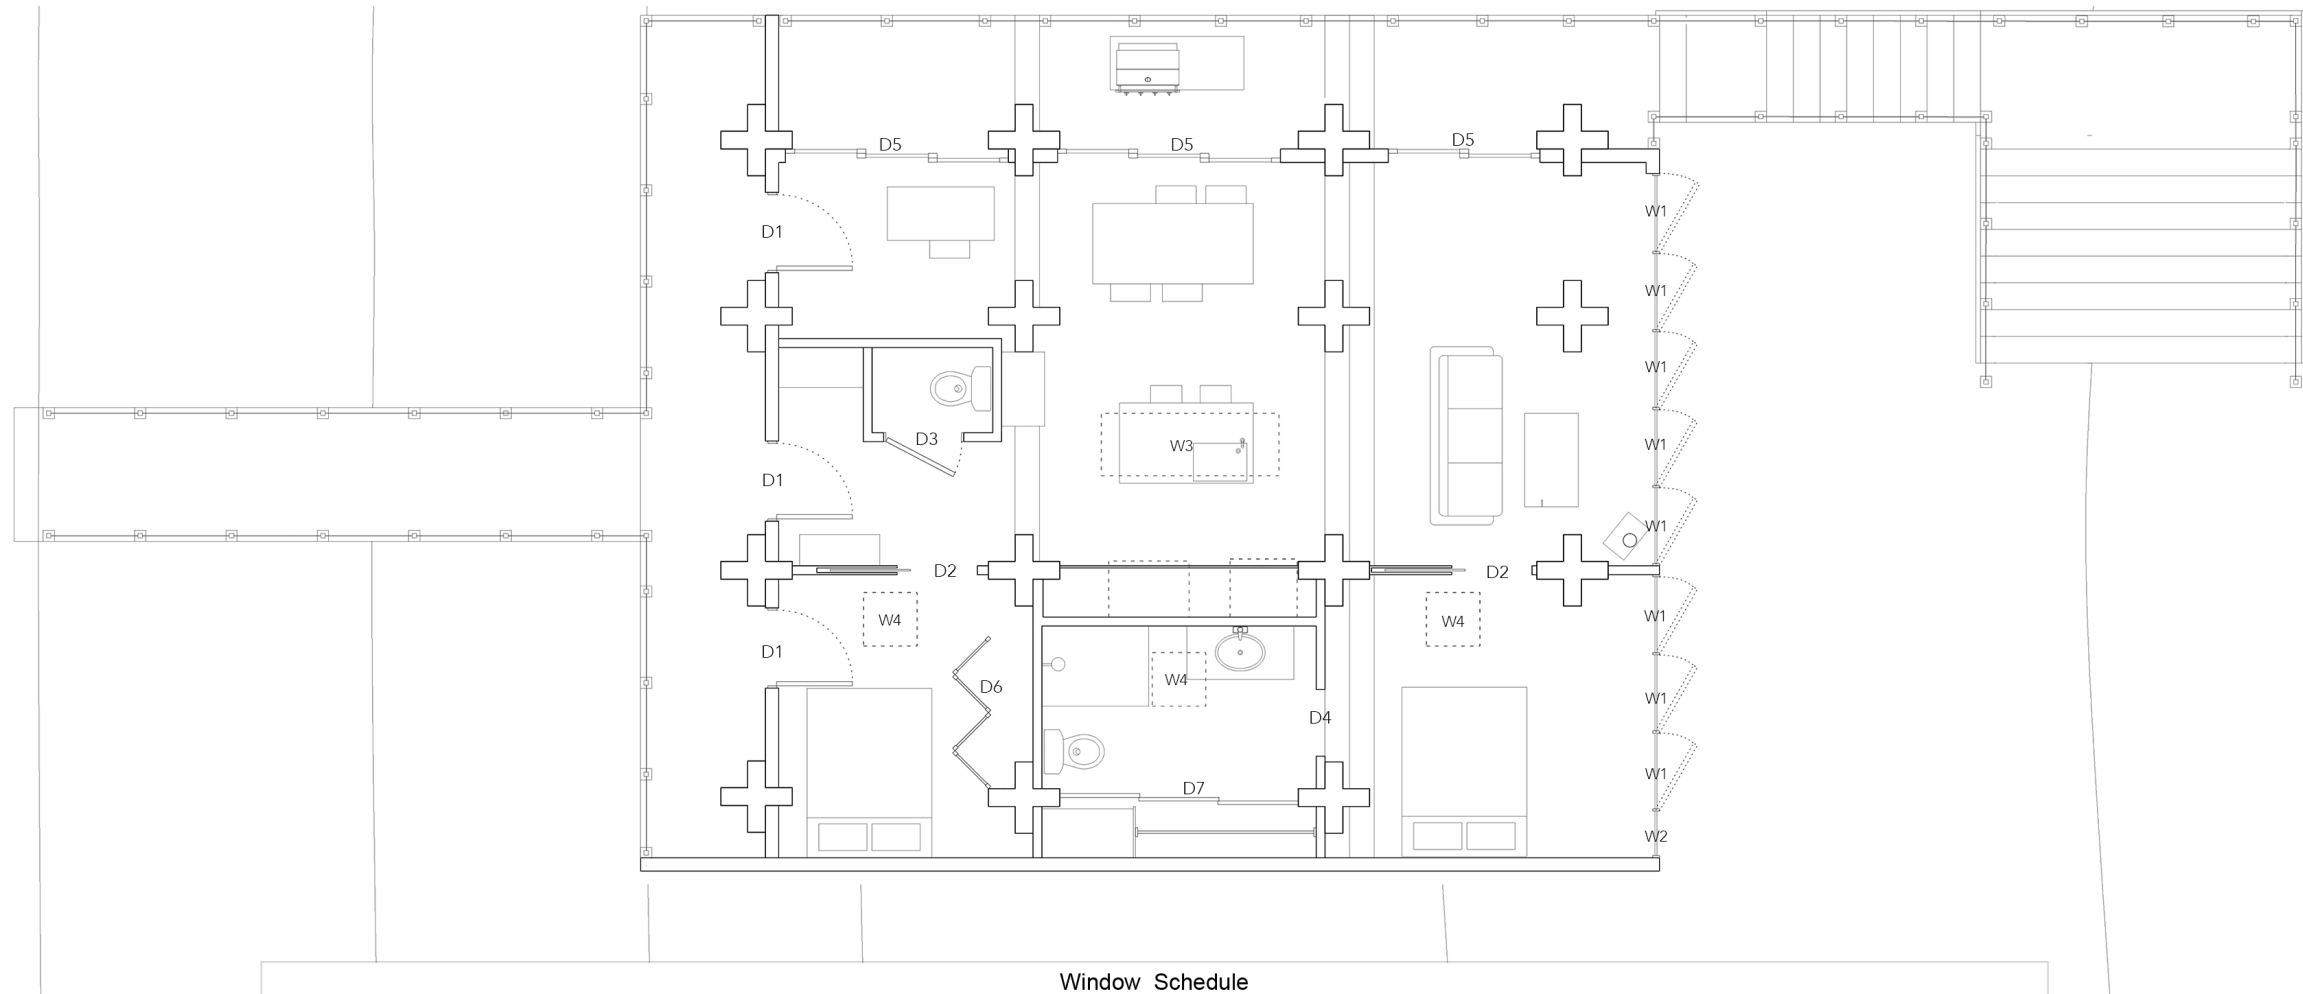 D5 D5 D5
W1
D1
W1
W1
D3
W3 W1
D1
W1
D2 D2
W4 W4 W1
D1
W4
D6
W1
D4
W1
D7
W2
Window Schedule